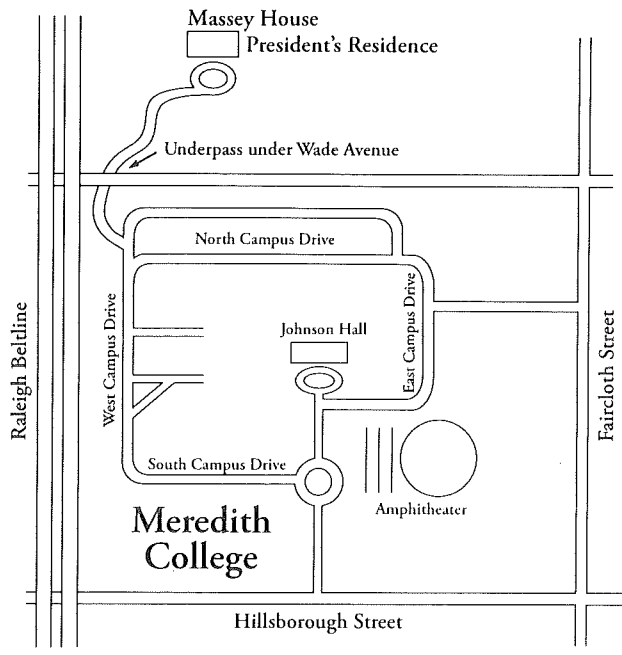 Massey House
President's Residence
Underpass under Wade Avenue
North Campus Drive
Raleigh Beltline
West Campus Drive
Johnson Hall
East Campus Drive
Faircloth Street
South Campus Drive
Amphitheater
Meredith
College
Hillsborough Street